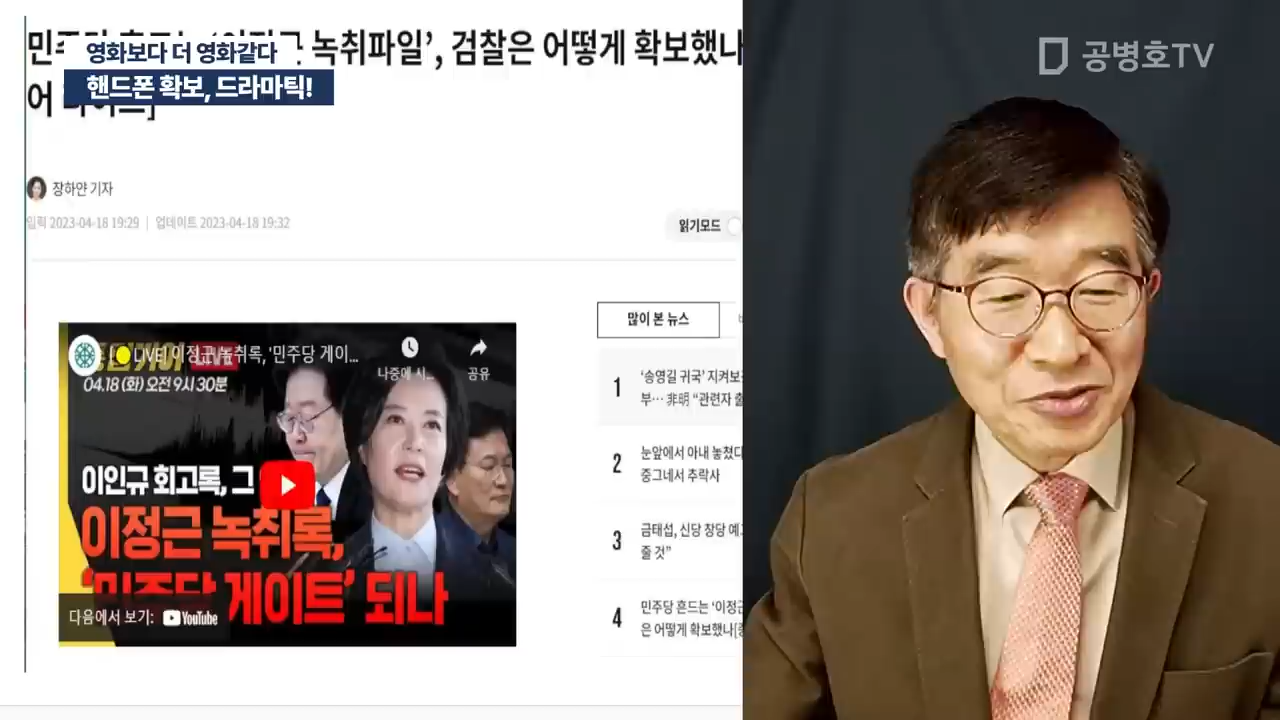 영화보다 더 영화같다
핸드폰 확보, 드라마틱!
녹취파일’, 검찰은 어떻게 확보했나
어
공병호TV
장하얀 기자
입력 2023-04-18 19:29 | 업데이트 2023-04-18 19:32
읽기모드
LIVE] 이정근 녹취록, '민주당 게이...
나중에 시...
공유
LIVE
04.18 (화) 오전 9시 30분
이인규 회고록, 그
이정근 녹취록,
‘민주당 게이트’ 되나
다음에서 보기: YouTube
많이 본 뉴스
1
‘송영길 귀국’ 지켜보
부… 非明 “관련자 출
2
눈앞에서 아내 놓쳤다
중그네서 추락사
3
금태섭, 신당 창당 예
줄 것”
4
민주당 흔드는 ‘이정근
은 어떻게 확보했나[